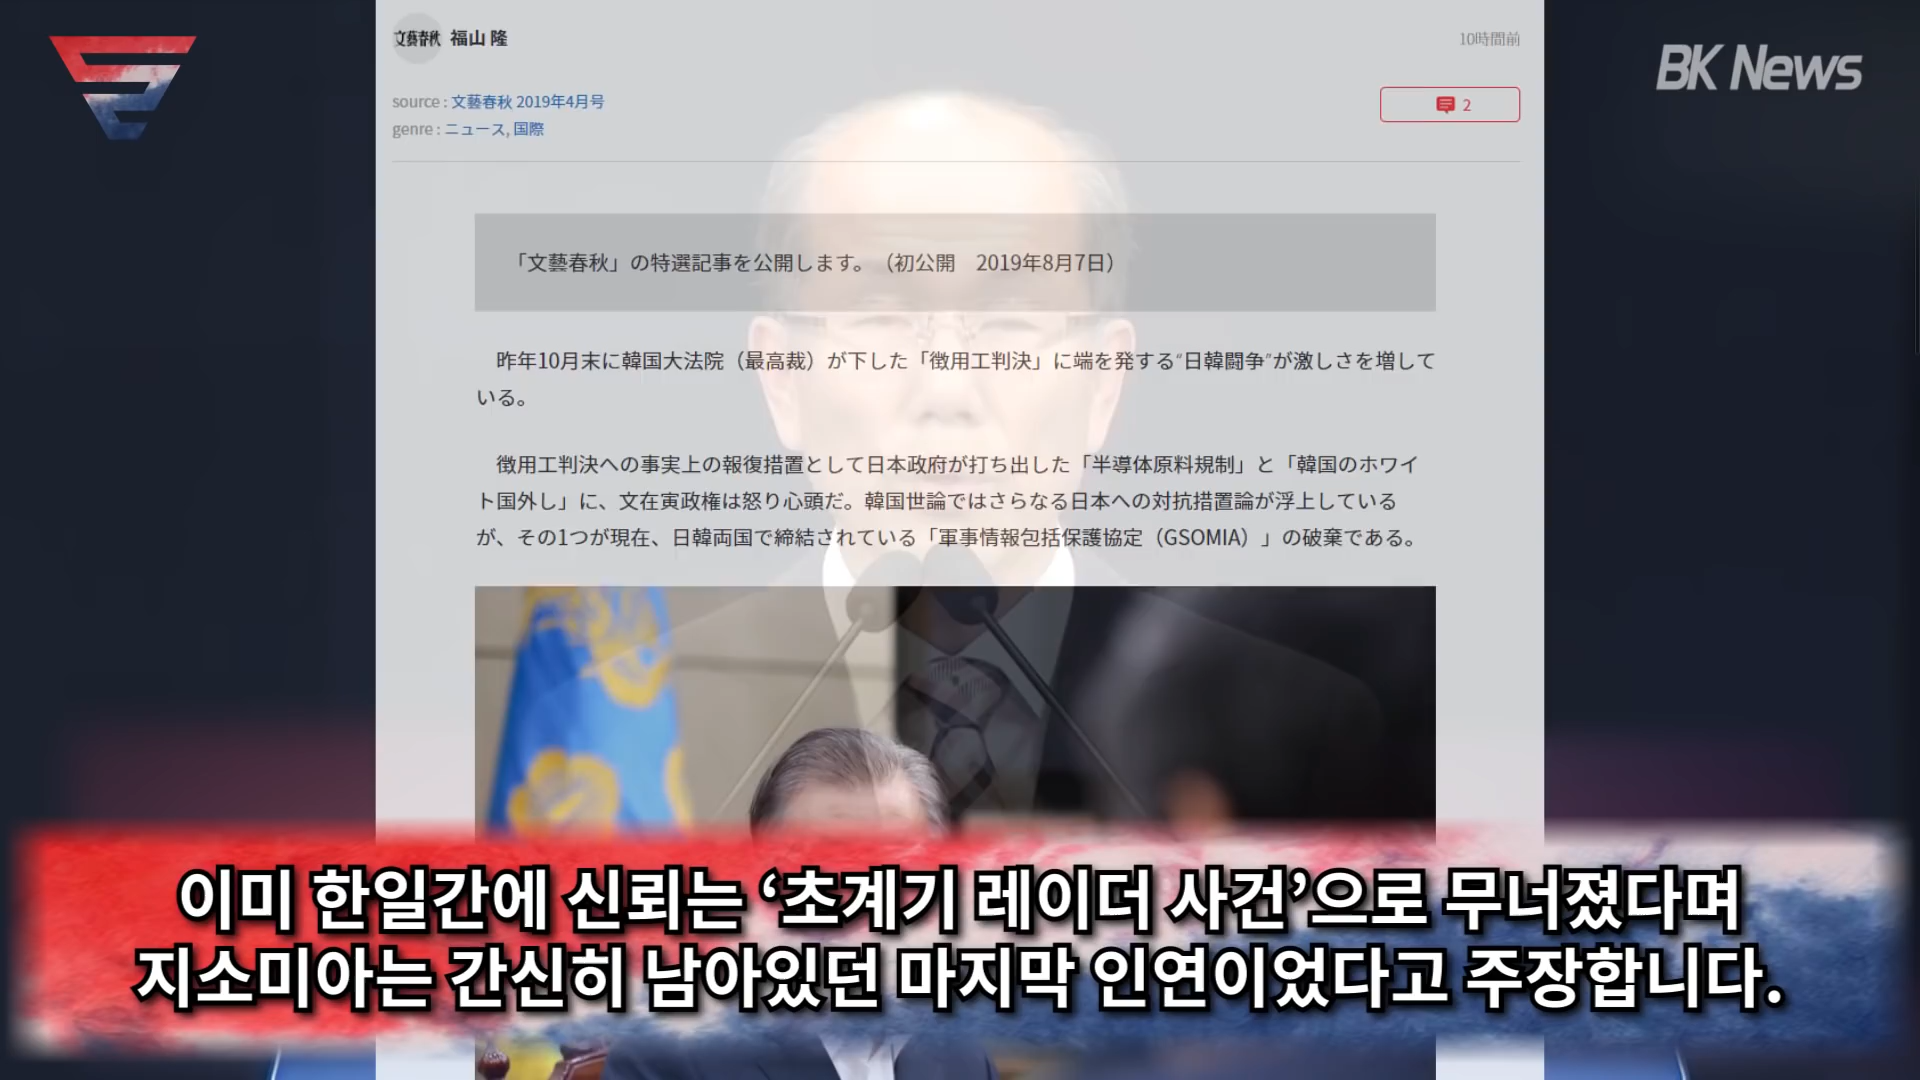 文藝春秋 福山 隆
10時間前
BK News
source : 文藝春秋 2019年4月号
genre : ニュース, 国際
2
「文藝春秋」の特選記事を公開します。（初公開　2019年8月7日）
昨年10月末に韓国大法院（最高裁）が下した「徴用工判決」に端を発する“日韓闘争”が激しさを増して
いる。
徴用工判決への事実上の報復措置として日本政府が打ち出した「半導体原料規制」と「韓国のホワイ
ト国外し」に、文在寅政権は怒り心頭だ。韓国世論ではさらなる日本への対抗措置論が浮上している
が、その1つが現在、日韓両国で締結されている「軍事情報包括保護協定（GSOMIA）」の破棄である。
이미 한일간에 신뢰는 ‘초계기 레이더 사건’으로 무너졌다며
지소미아는 간신히 남아있던 마지막 인연이었다고 주장합니다.